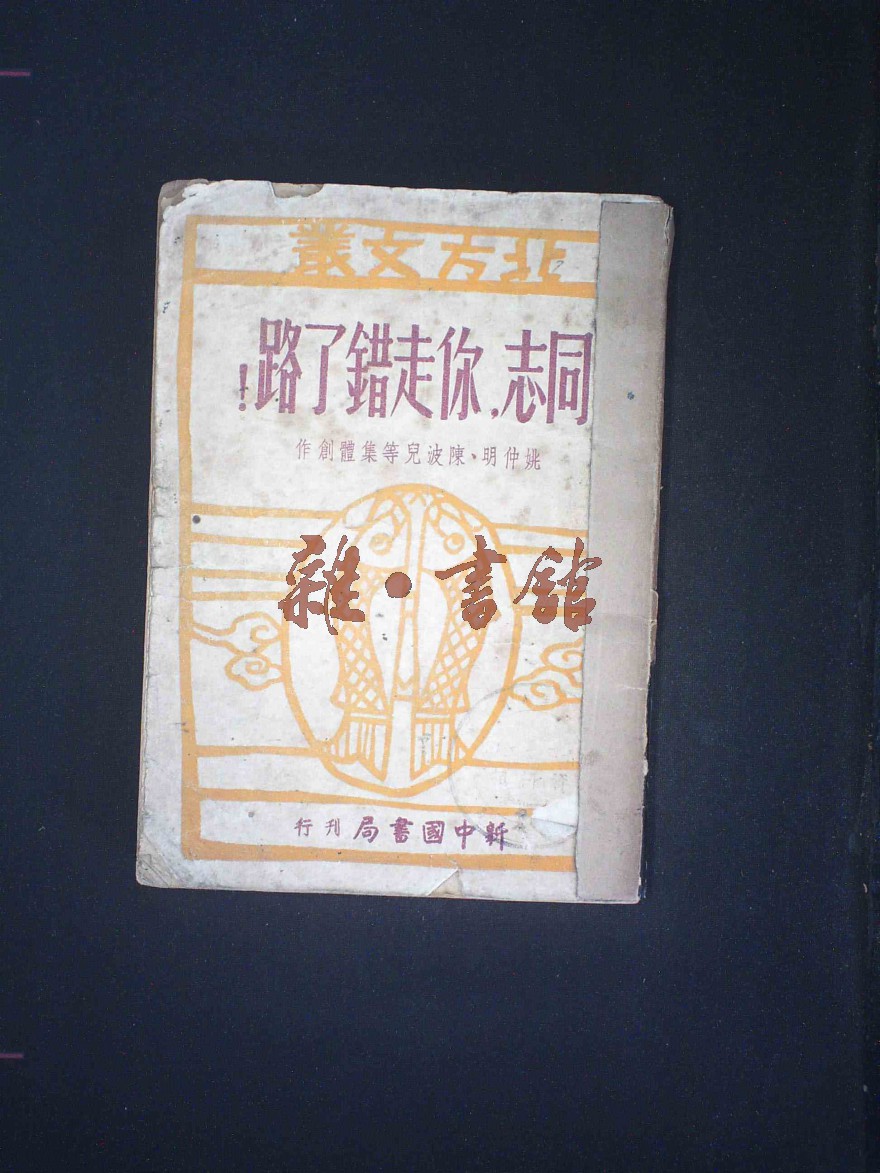 北方文叢
同志，你走錯了路！
姚仲明、陳波兒等集體創作
雜•書館
新中國書局刊行